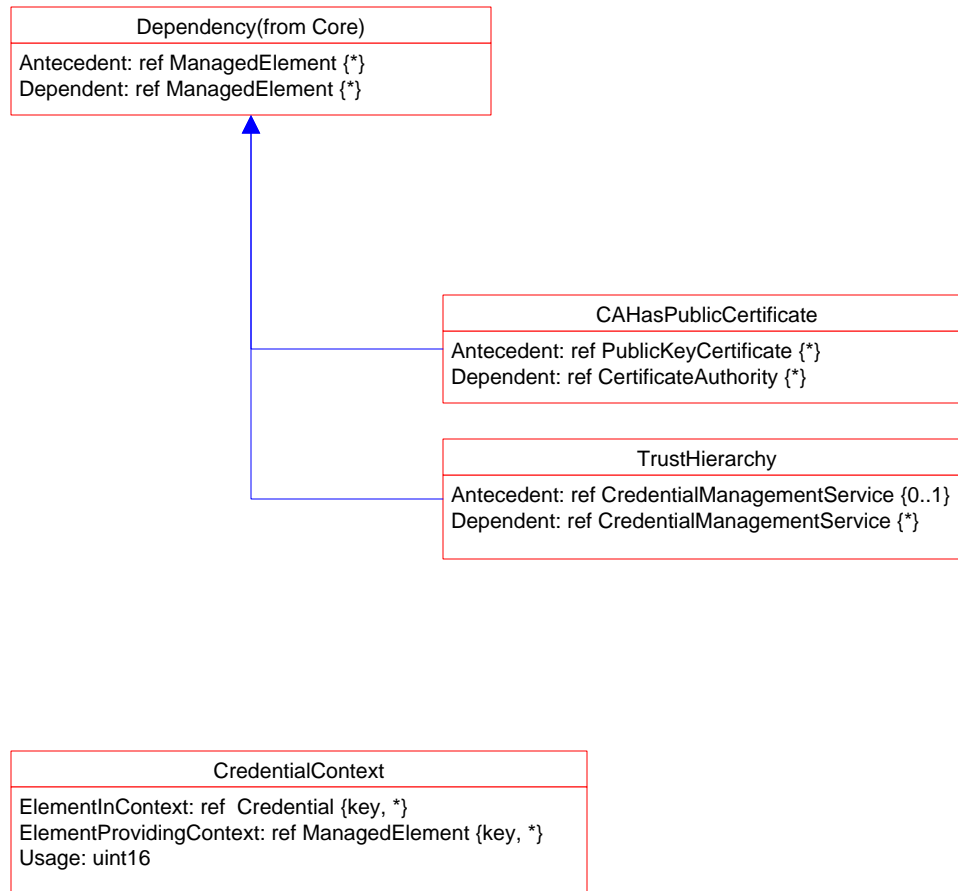 Dependency(from Core)
Antecedent: ref ManagedElement {*}
Dependent: ref ManagedElement {*}
CAHasPublicCertificate
Antecedent: ref PublicKeyCertificate {*}
Dependent: ref CertificateAuthority {*}
TrustHierarchy
Antecedent: ref CredentialManagementService {0..1}
Dependent: ref CredentialManagementService {*}
CredentialContext
ElementInContext: ref  Credential {key, *}
ElementProvidingContext: ref ManagedElement {key, *}
Usage: uint16